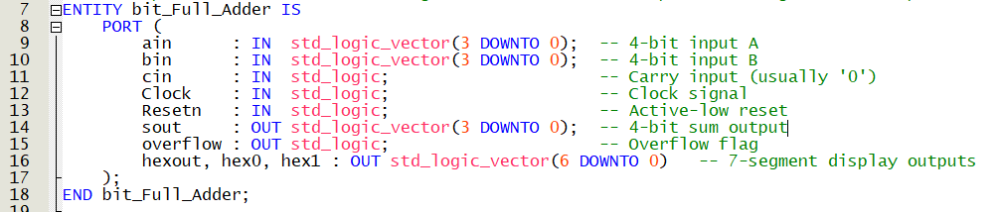 7 ENTITY bit_Full_Adder IS
8 PORT (
9 ain : IN std_logic_vector(3 DOWNTO 0); -- 4-bit input A
10 bin : IN std_logic_vector(3 DOWNTO 0); -- 4-bit input B
11 cin : IN std_logic; -- Carry input (usually '0')
12 Clock : IN std_logic; -- Clock signal
13 Resetn : IN std_logic; -- Active-low reset
14 sout : OUT std_logic_vector(3 DOWNTO 0); -- 4-bit sum output
15 overflow : OUT std_logic; -- Overflow flag
16 hexout, hex0, hex1 : OUT std_logic_vector(6 DOWNTO 0) -- 7-segment display outputs
17 );
18 END bit_Full_Adder;
19